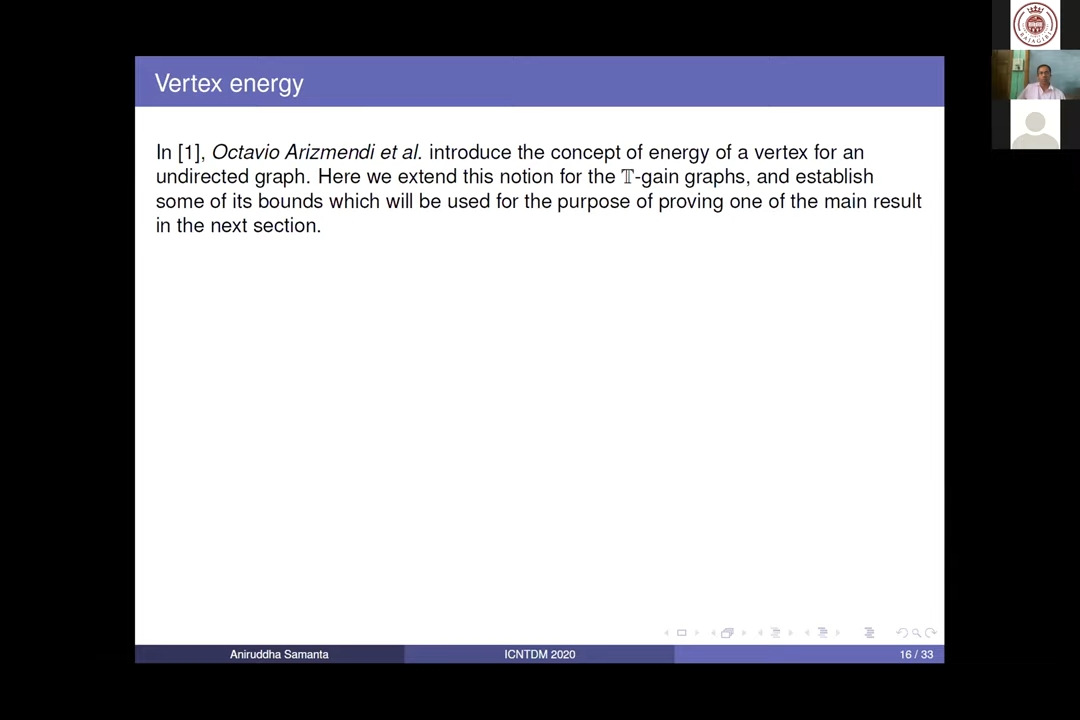 Vertex energy
In [1], Octavio Arizmendi et al. introduce the concept of energy of a vertex for an
undirected graph. Here we extend this notion for the 𝕋-gain graphs, and establish
some of its bounds which will be used for the purpose of proving one of the main result
in the next section.
Aniruddha Samanta
ICNTDM 2020
16 / 33
RAJAGIRI